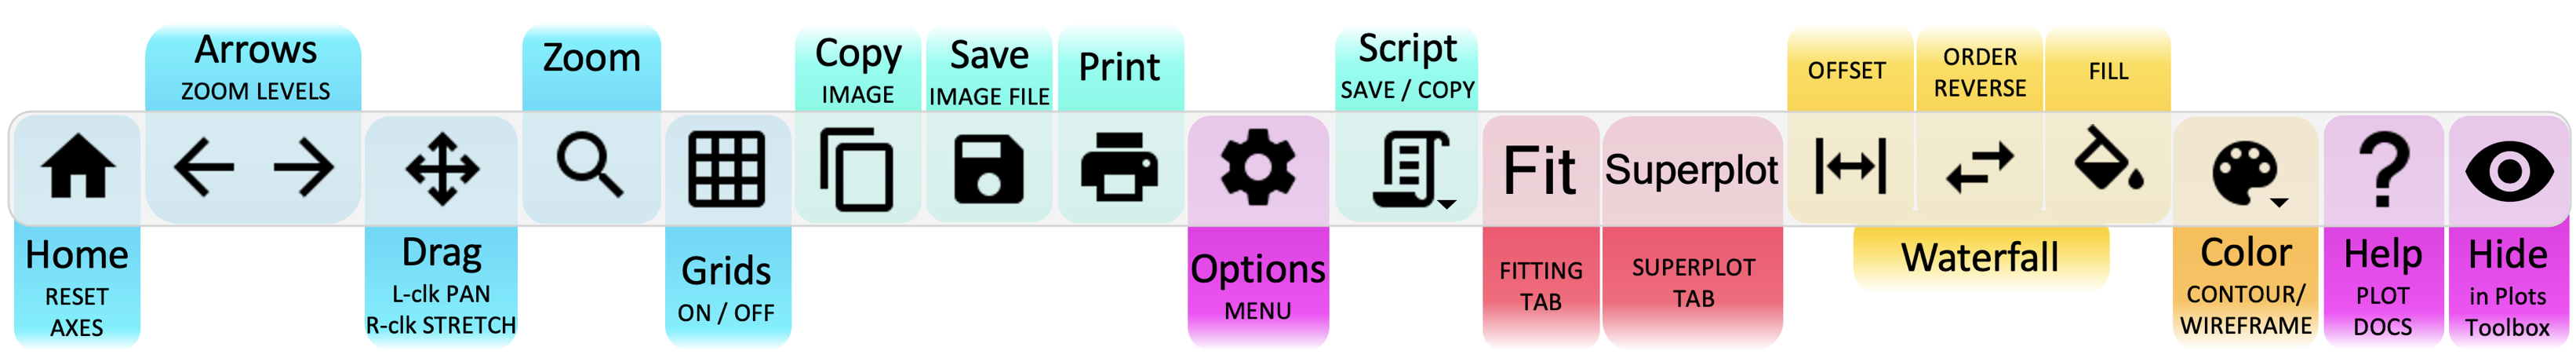 Arrows
ZOOM LEVELS
Zoom
Copy
IMAGE
Save
IMAGE FILE
Print
Script
SAVE / COPY
OFFSET
ORDER
REVERSE
FILL
Fit
Superplot
?
Home
RESET
AXES
Drag
L-clk PAN
R-clk STRETCH
Grids
ON / OFF
Options
MENU
FITTING
TAB
SUPERPLOT
TAB
Waterfall
Color
CONTOUR/
WIREFRAME
Help
PLOT
DOCS
Hide
in Plots
Toolbox